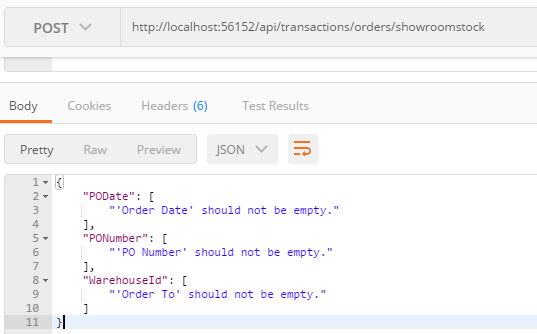 POST http://localhost:56152/api/transactions/orders/showroomstock
Body Cookies Headers (6) Test Results
Pretty Raw Preview JSON
1 {
2 "PODate": [
3 "'Order Date' should not be empty."
4 ],
5 "PONumber": [
6 "'PO Number' should not be empty."
7 ],
8 "WarehouseId": [
9 "'Order To' should not be empty."
10 ]
11 }